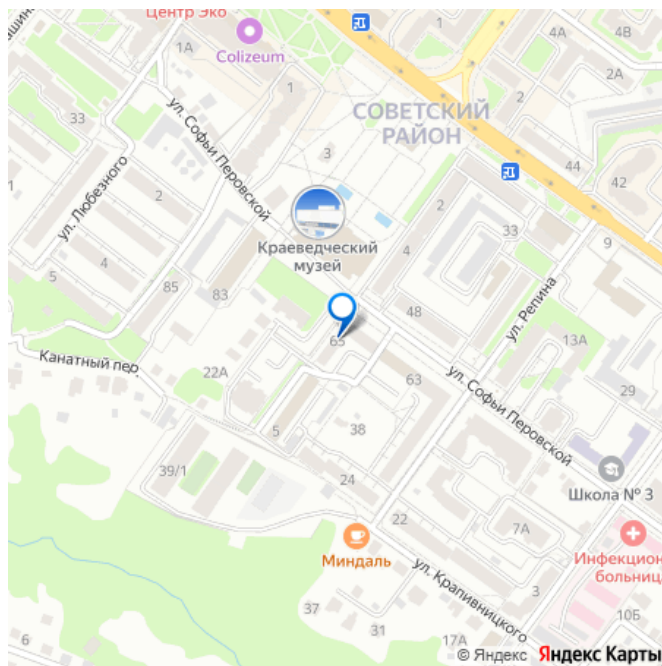 Центр Эко
1А
Colizeum
4А
4Б
2
2А
1
33
ул. Софьи Перовской
СОВЕТСКИЙ
РАЙОН
3
44
42
ул. Любезного
2
2
33
9
1
Краеведческий
музей
4
5
4
85
83
48
ул. Репина
13А
65
Канатный пер.
22А
63
ул. Софьи Перовской
29
5
38
39/1
24
Школа № 3
22
7А
Миндаль
Инфекцион
больница
ул. Крапивницкого
3
37
31
17А
10Б
6
© Яндекс Яндекс Карты